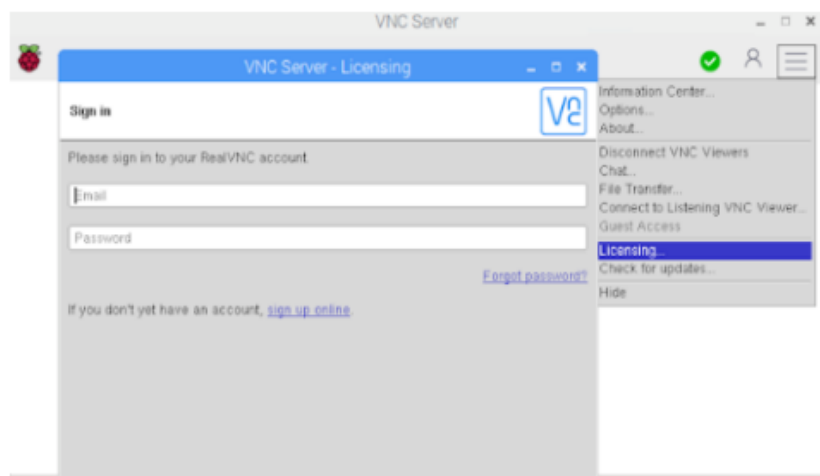 VNC Server
VNC Server - Licensing
Sign in
Please sign in to your RealVNC account
Email
Password
Forgot password?
If you don't yet have an account, sign up online.
Information Center...
Options...
About...
Disconnect VNC Viewers
Chat...
File Transfer...
Connect to Listening VNC Viewer...
Guest Access
Licensing...
Check for updates...
Hide